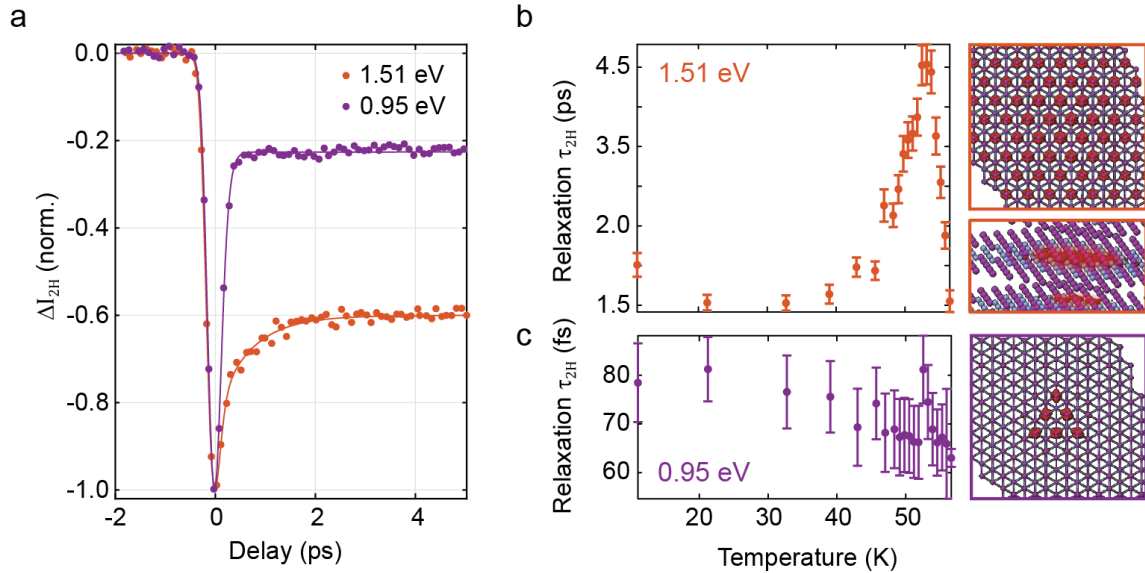 a
ΔI2H (norm.)
0.0
-0.2
-0.4
-0.6
-0.8
-1.0
1.51 eV
0.95 eV
-2
0
2
4
Delay (ps)
b
Relaxation τ2H (ps)
4.5
3.5
2.0
1.5
1.51 eV
c
Relaxation τ2H (fs)
80
70
60
0.95 eV
20
30
40
50
Temperature (K)